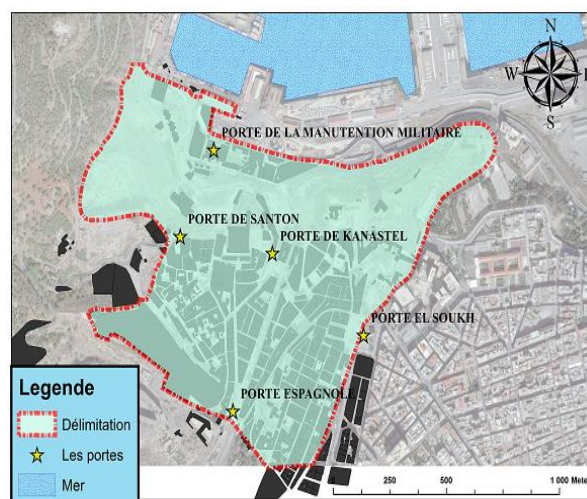 N
W
S
PORTE DE LA MANUTENTION MILITAIRE
PORTE DE SANTON
PORTE DE KANASTEL
PORTE EL SOUKH
PORTE ESPAGNOLE
Legende
Délimitation
Les portes
Mer
0 250 500 1 000